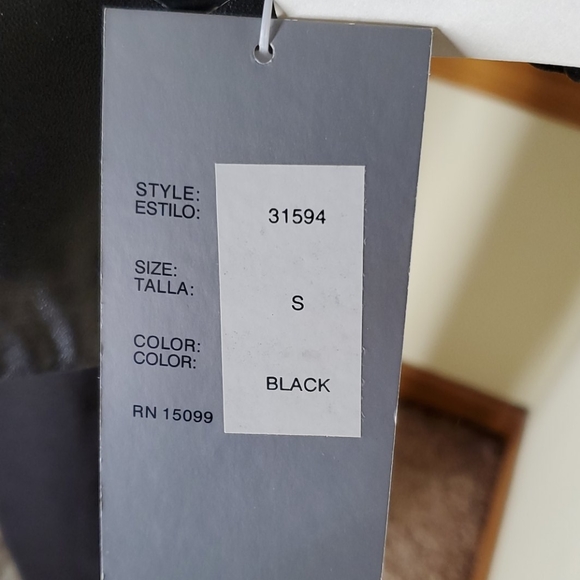 STYLE:
ESTILO:
31594
SIZE:
TALLA:
S
COLOR:
COLOR:
BLACK
RN 15099